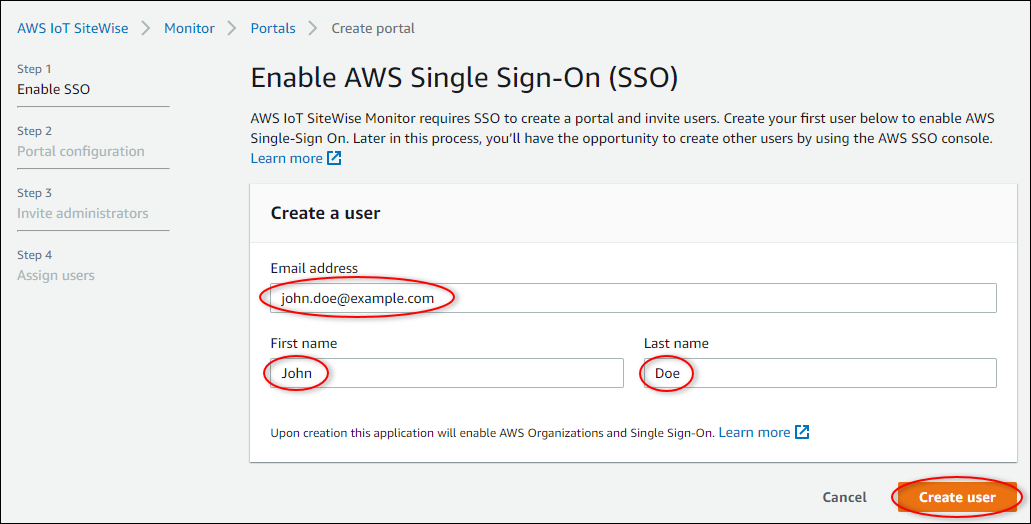 AWS IoT SiteWise > Monitor > Portals > Create portal
Step 1
Enable SSO
Step 2
Portal configuration
Step 3
Invite administrators
Step 4
Assign users
Enable AWS Single Sign-On (SSO)
AWS IoT SiteWise Monitor requires SSO to create a portal and invite users. Create your first user below to enable AWS
Single-Sign On. Later in this process, you'll have the opportunity to create other users by using the AWS SSO console.
Learn more
Create a user
Email address
john.doe@example.com
First name Last name
John Doe
Upon creation this application will enable AWS Organizations and Single Sign-On. Learn more
Cancel Create user